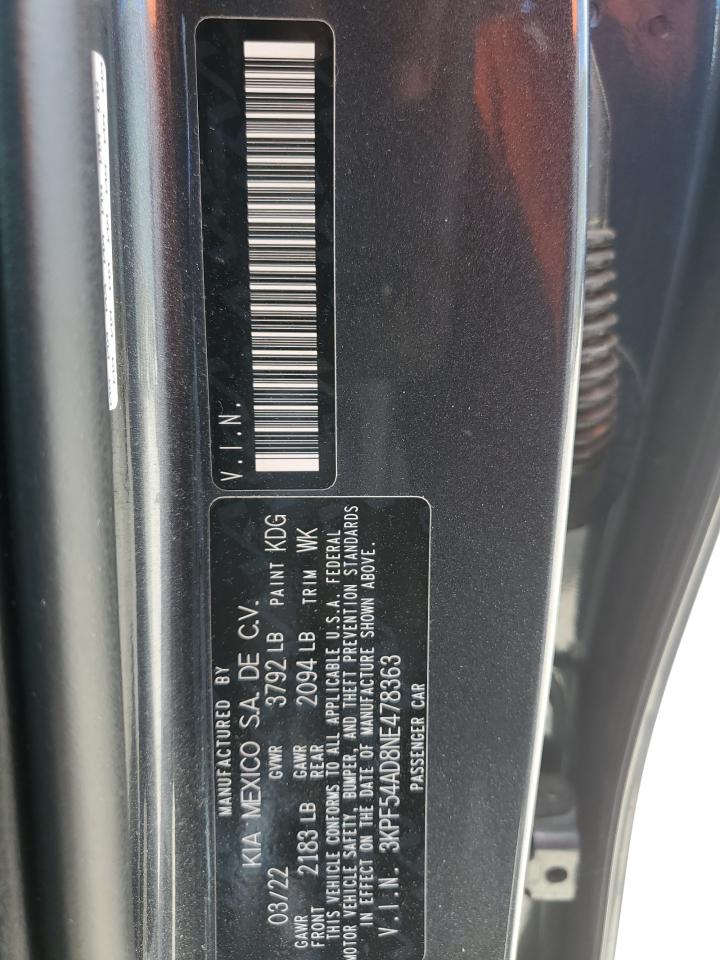 V.I.N.
MANUFACTURED BY
KIA MEXICO S.A. DE C.V.
03/22 GVWR 3792 LB PAINT KDG
GAWR FRONT 2183 LB GAWR REAR 2094 LB TRIM WK
THIS VEHICLE CONFORMS TO ALL APPLICABLE U.S.A. FEDERAL
MOTOR VEHICLE SAFETY, BUMPER, AND THEFT PREVENTION STANDARDS
IN EFFECT ON THE DATE OF MANUFACTURE SHOWN ABOVE.
V.I.N. 3KPF54AD8NE478363
PASSENGER CAR